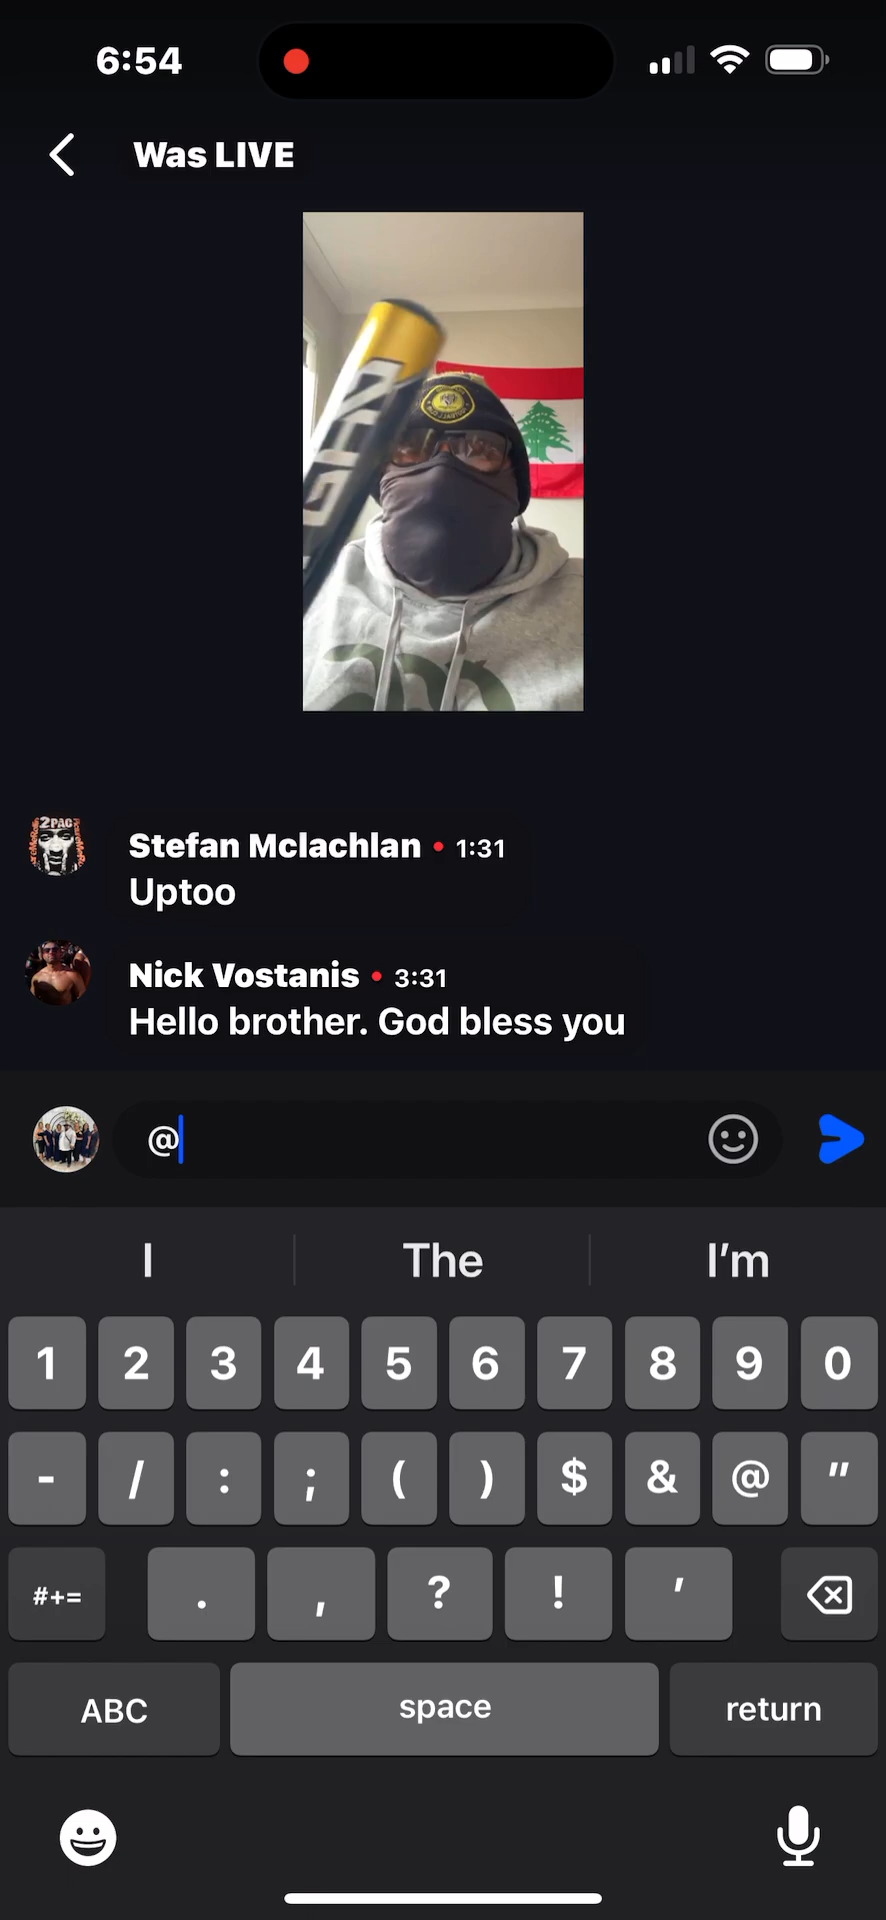 6:54
Was LIVE
Stefan Mclachlan • 1:31
Uptoo
Nick Vostanis • 3:31
Hello brother. God bless you
@
I The I’m
1 2 3 4 5 6 7 8 9 0
- / : ; ( ) $ & @ "
#+= . , ? ! '
ABC space return
2PAC